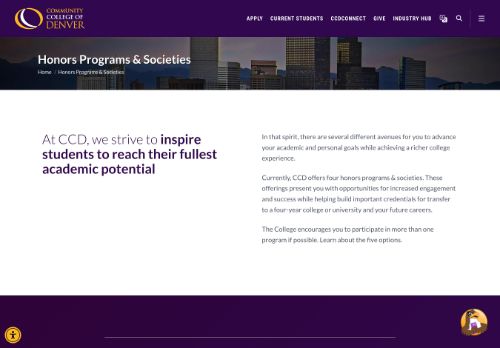 COMMUNITY
COLLEGE OF
DENVER
APPLY CURRENT STUDENTS CCDCONNECT GIVE INDUSTRY HUB
Honors Programs & Societies
Home / Honors Programs & Societies
At CCD, we strive to inspire
students to reach their fullest
academic potential
In that spirit, there are several different avenues for you to advance
your academic and personal goals while achieving a richer college
experience.
Currently, CCD offers four honors programs & societies. These
offerings present you with opportunities for increased engagement
and success while helping build important credentials for transfer
to a four-year college or university and your future careers.
The College encourages you to participate in more than one
program if possible. Learn about the five options.